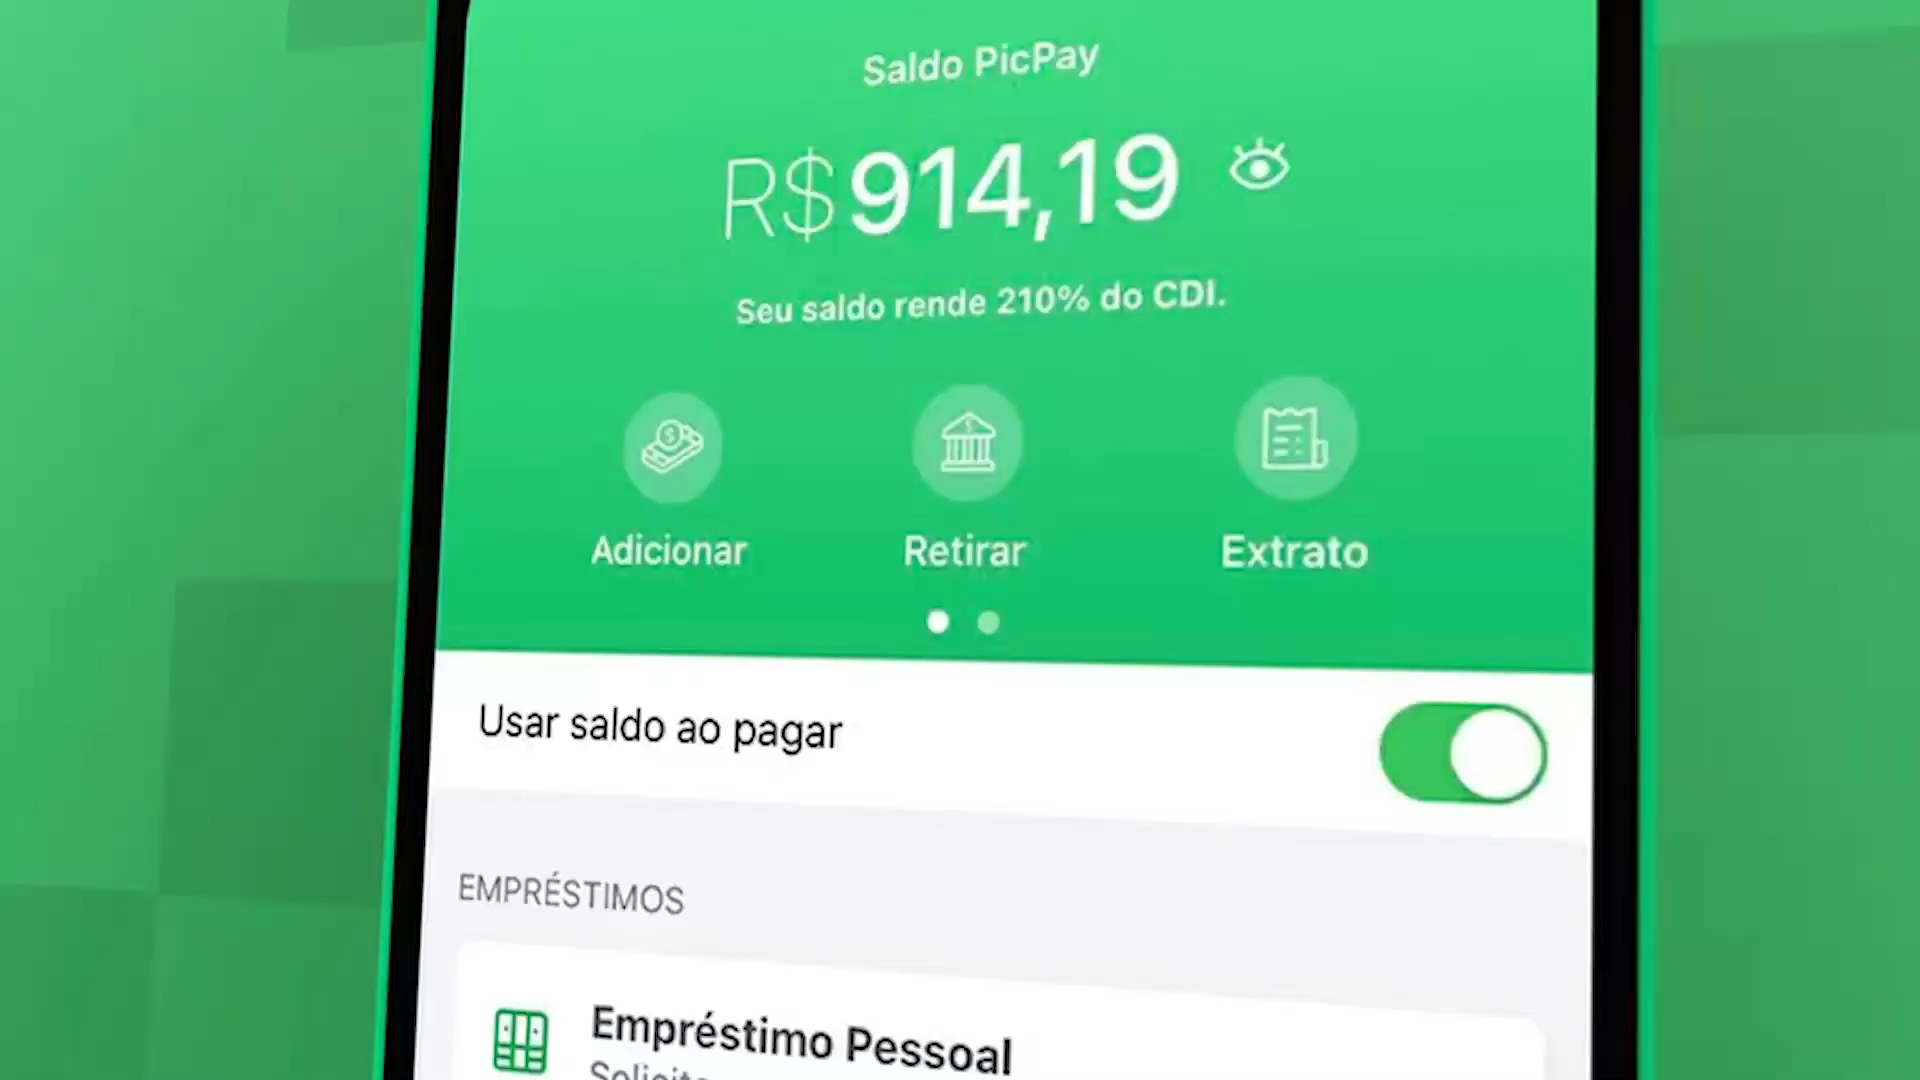 Saldo PicPay
R$914,19
Seu saldo rende 210% do CDI.
Adicionar Retirar Extrato
Usar saldo ao pagar
EMPRÉSTIMOS
Empréstimo Pessoal